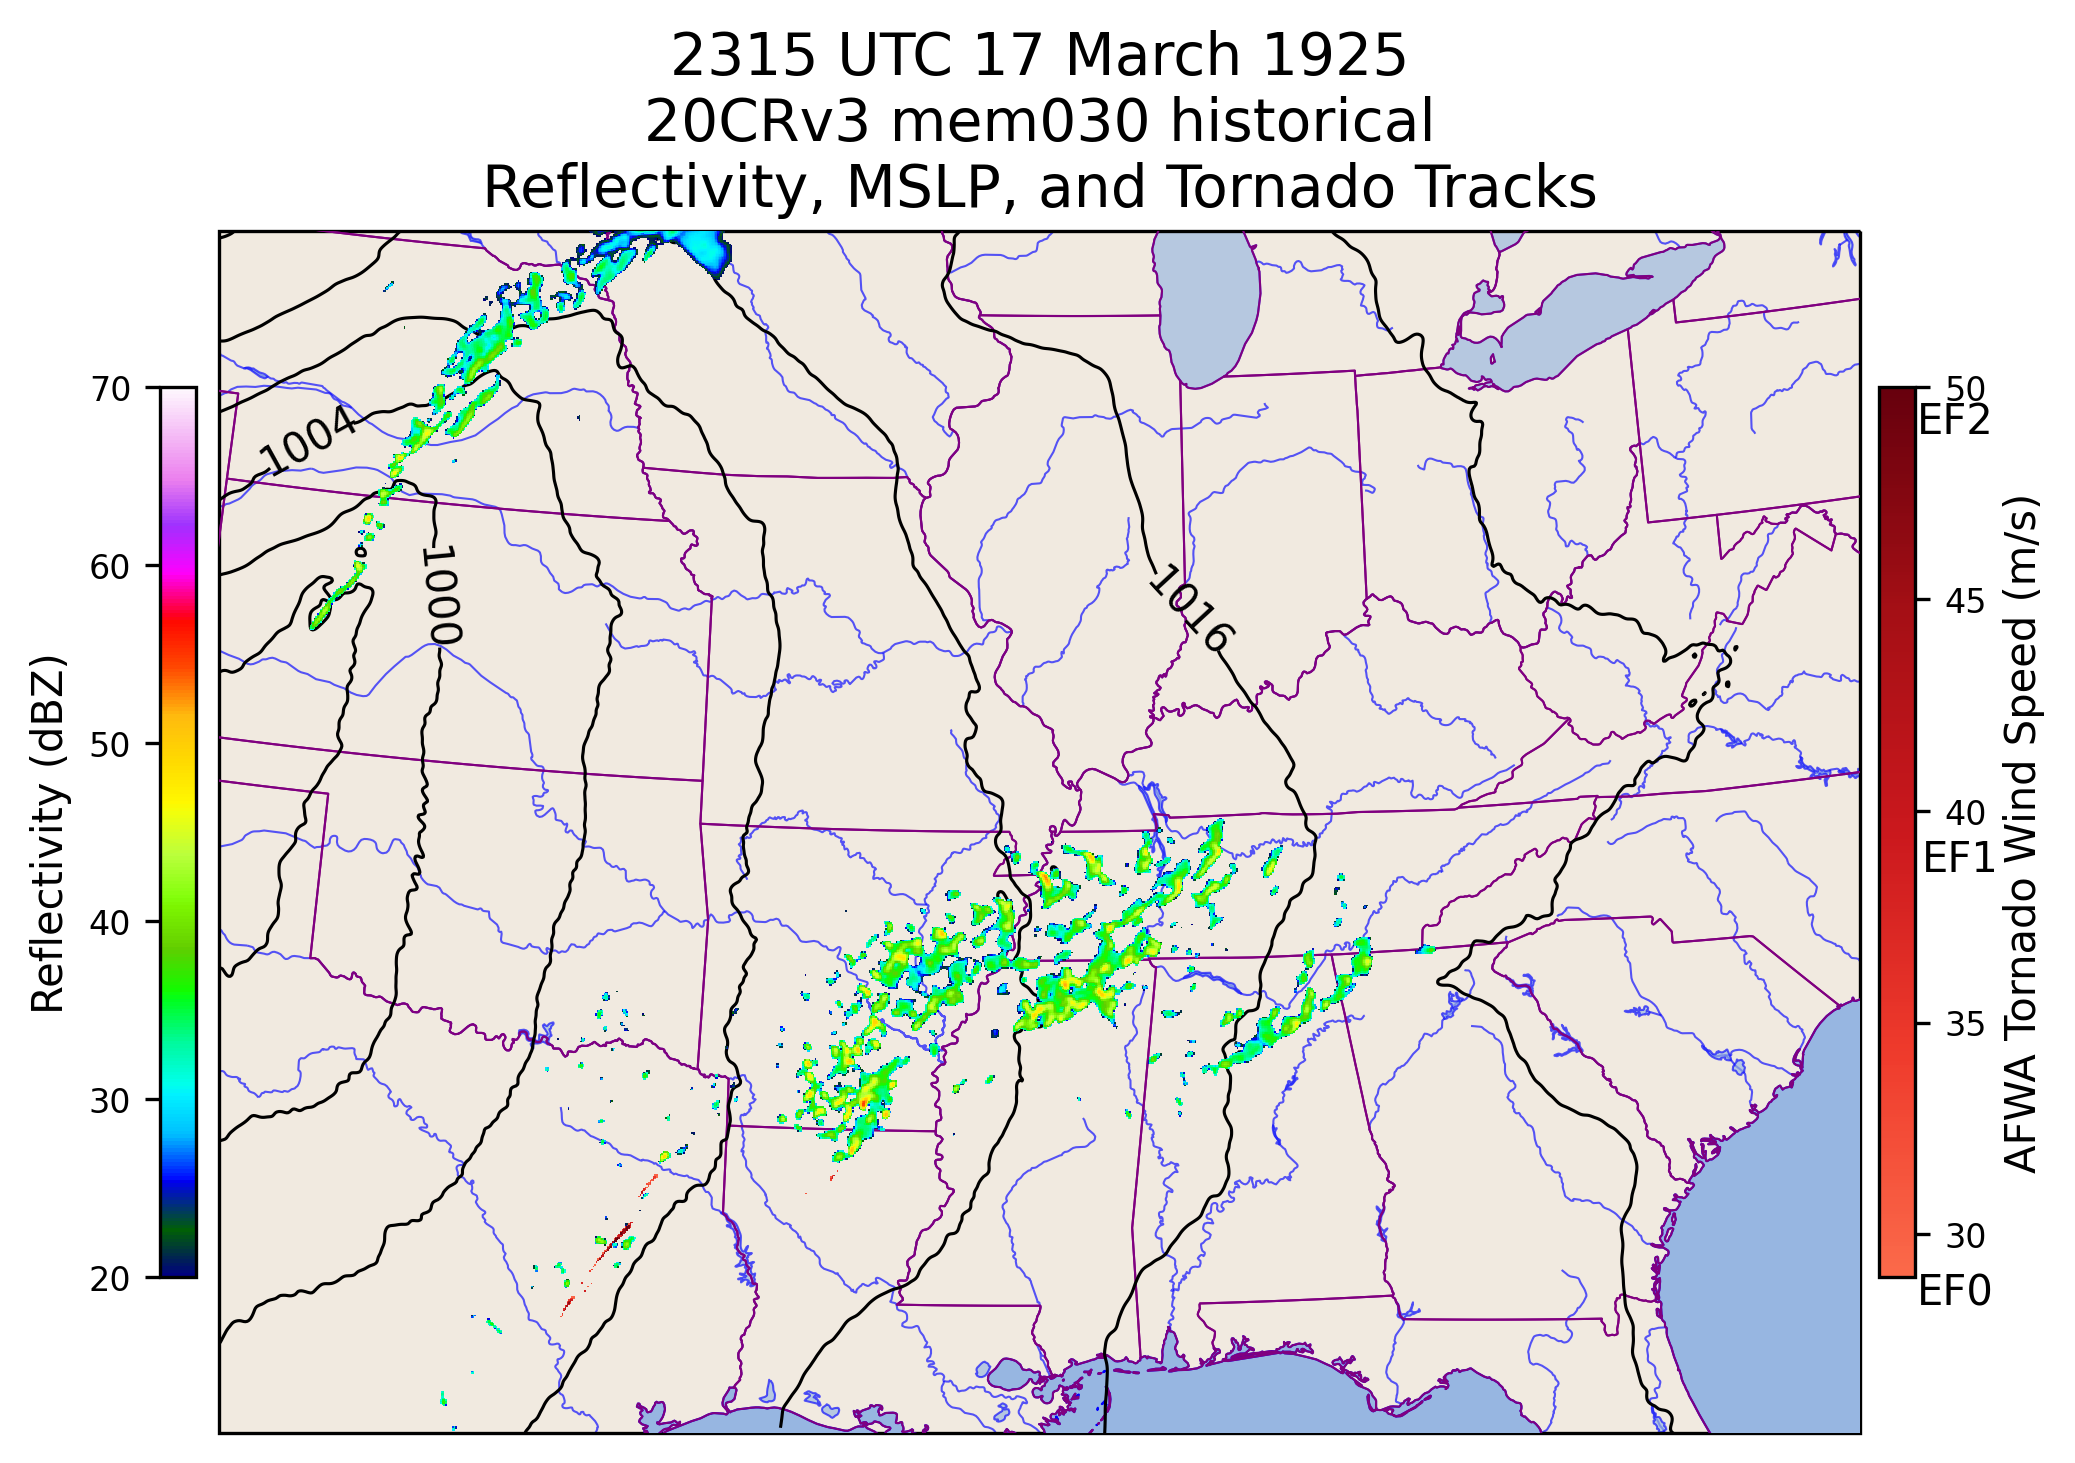 2315 UTC 17 March 1925
20CRv3 mem030 historical
Reflectivity, MSLP, and Tornado Tracks
1004
1000
1016
Reflectivity (dBZ)
70
60
50
40
30
20
50
EF2
45
40
EF1
35
30
EF0
AFWA Tornado Wind Speed (m/s)